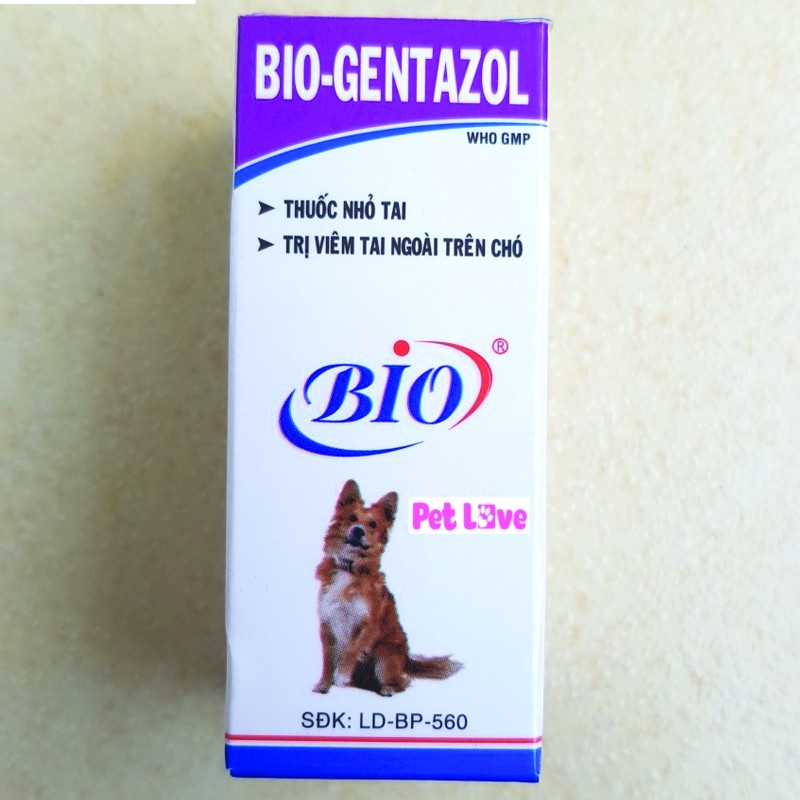 BIO-GENTAZOL
WHO GMP
➤ THUỐC NHỎ TAI
➤ TRỊ VIÊM TAI NGOÀI TRÊN CHÓ
BIO®
Pet Love
SĐK: LD-BP-560